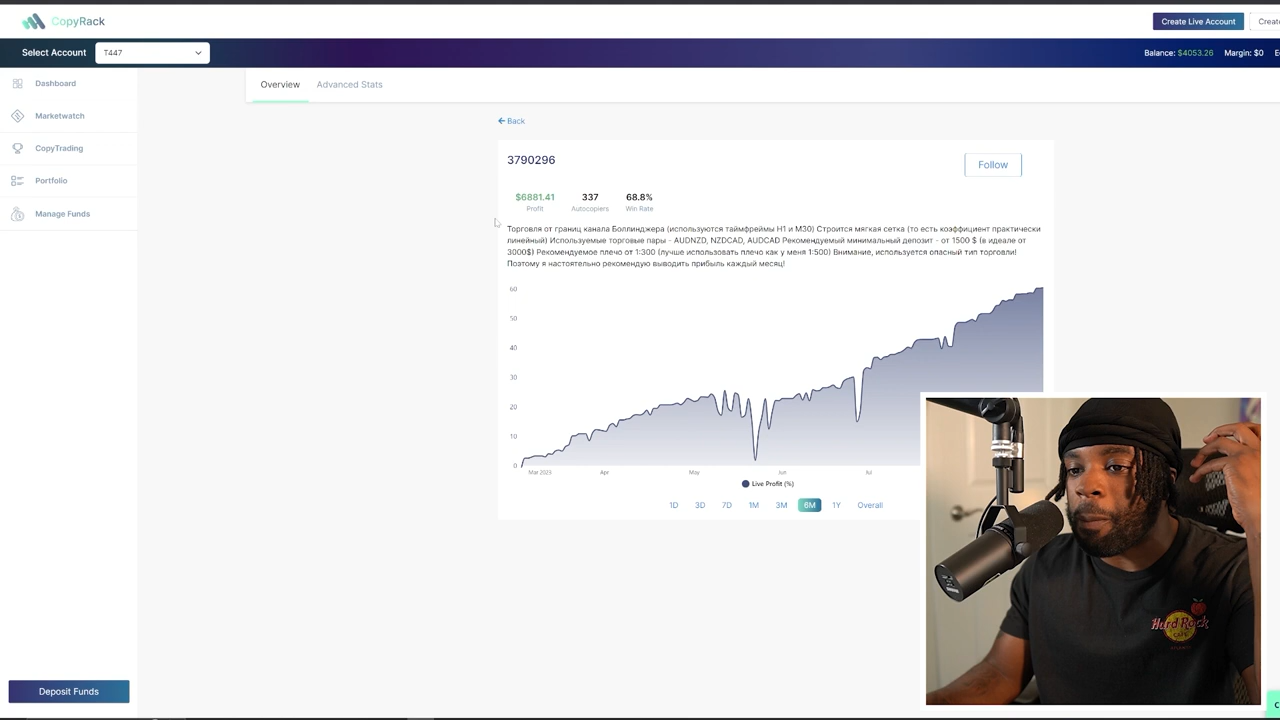 CopyRack
Create Live Account
Select Account
T447
Balance: $4053.26 Margin: $0
Dashboard
Marketwatch
CopyTrading
Portfolio
Manage Funds
Deposit Funds
Overview Advanced Stats
Back
3790296
Follow
$6881.41 337 68.8%
Profit Autocopiers Win Rate
Торговля от границ канала Боллинджера (используются таймфреймы H1 и M30) Строится мягкая сетка (то есть коэффициент практически
линейный) Используемые торговые пары - AUDNZD, NZDCAD, AUDCAD Рекомендуемый минимальный депозит - от 1500 $ (в идеале от
3000$) Рекомендуемое плечо от 1:300 (лучше использовать плечо как у меня 1:500) Внимание, используется опасный тип торговли!
Поэтому я настоятельно рекомендую выводить прибыль каждый месяц!
60
50
40
30
20
10
0
Mar 2023 Apr May Jun Jul
Live Profit (%)
1D 3D 7D 1M 3M 6M 1Y Overall
Hard Rock
CAFE